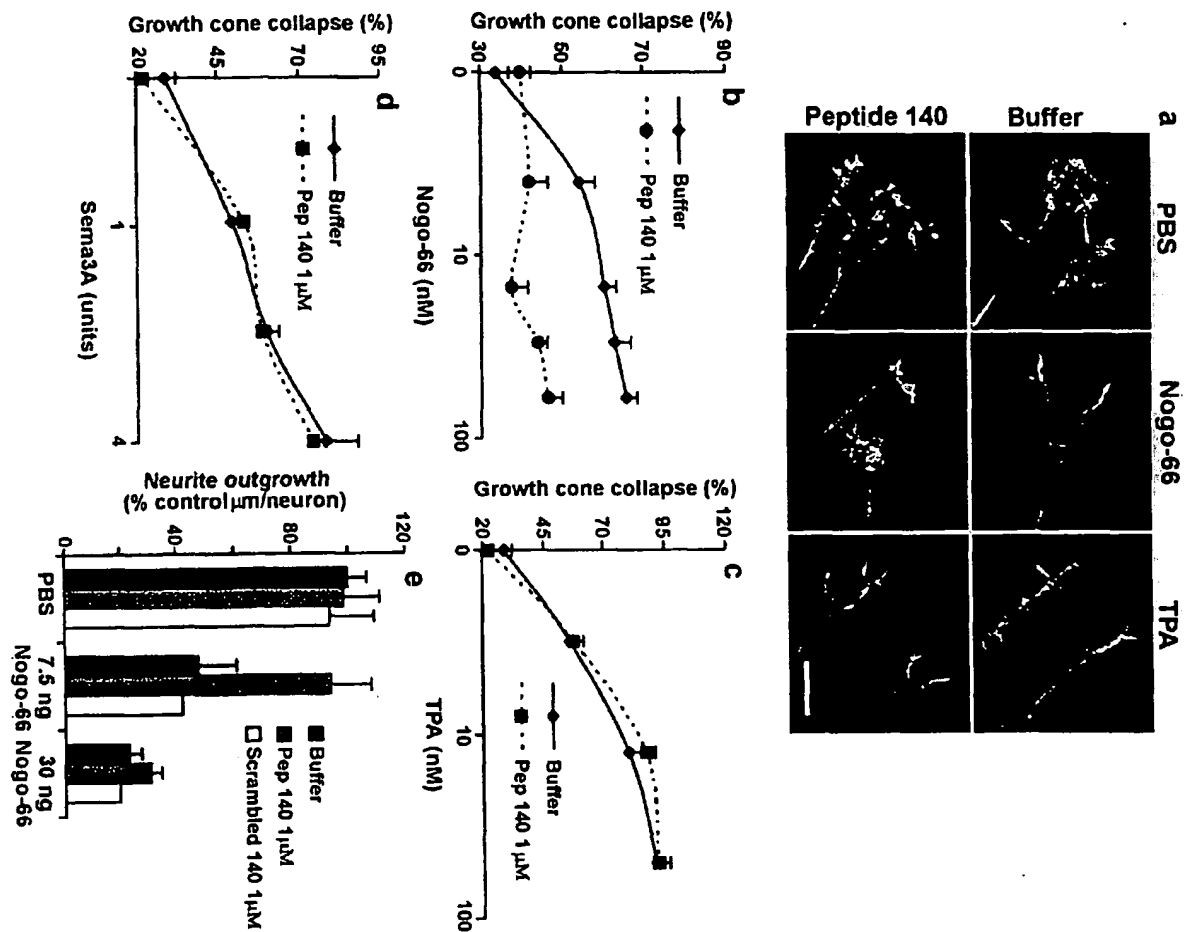 a
PBS
Nogo-66
TPA
Buffer
Peptide 140
b
Growth cone collapse (%)
90
70
50
30
Buffer
Pep 140 1µM
0
10
100
Nogo-66 (nM)
c
Growth cone collapse (%)
120
95
70
45
20
Buffer
Pep 140 1µM
0
10
100
TPA (nM)
d
Growth cone collapse (%)
95
70
45
20
Buffer
Pep 140 1µM
1
4
Sema3A (units)
e
Neurite outgrowth
(% control µm/neuron)
120
80
40
0
Buffer
Pep 140 1µM
Scrambled 140 1µM
PBS
7.5 ng
Nogo-66
30 ng
Nogo-66